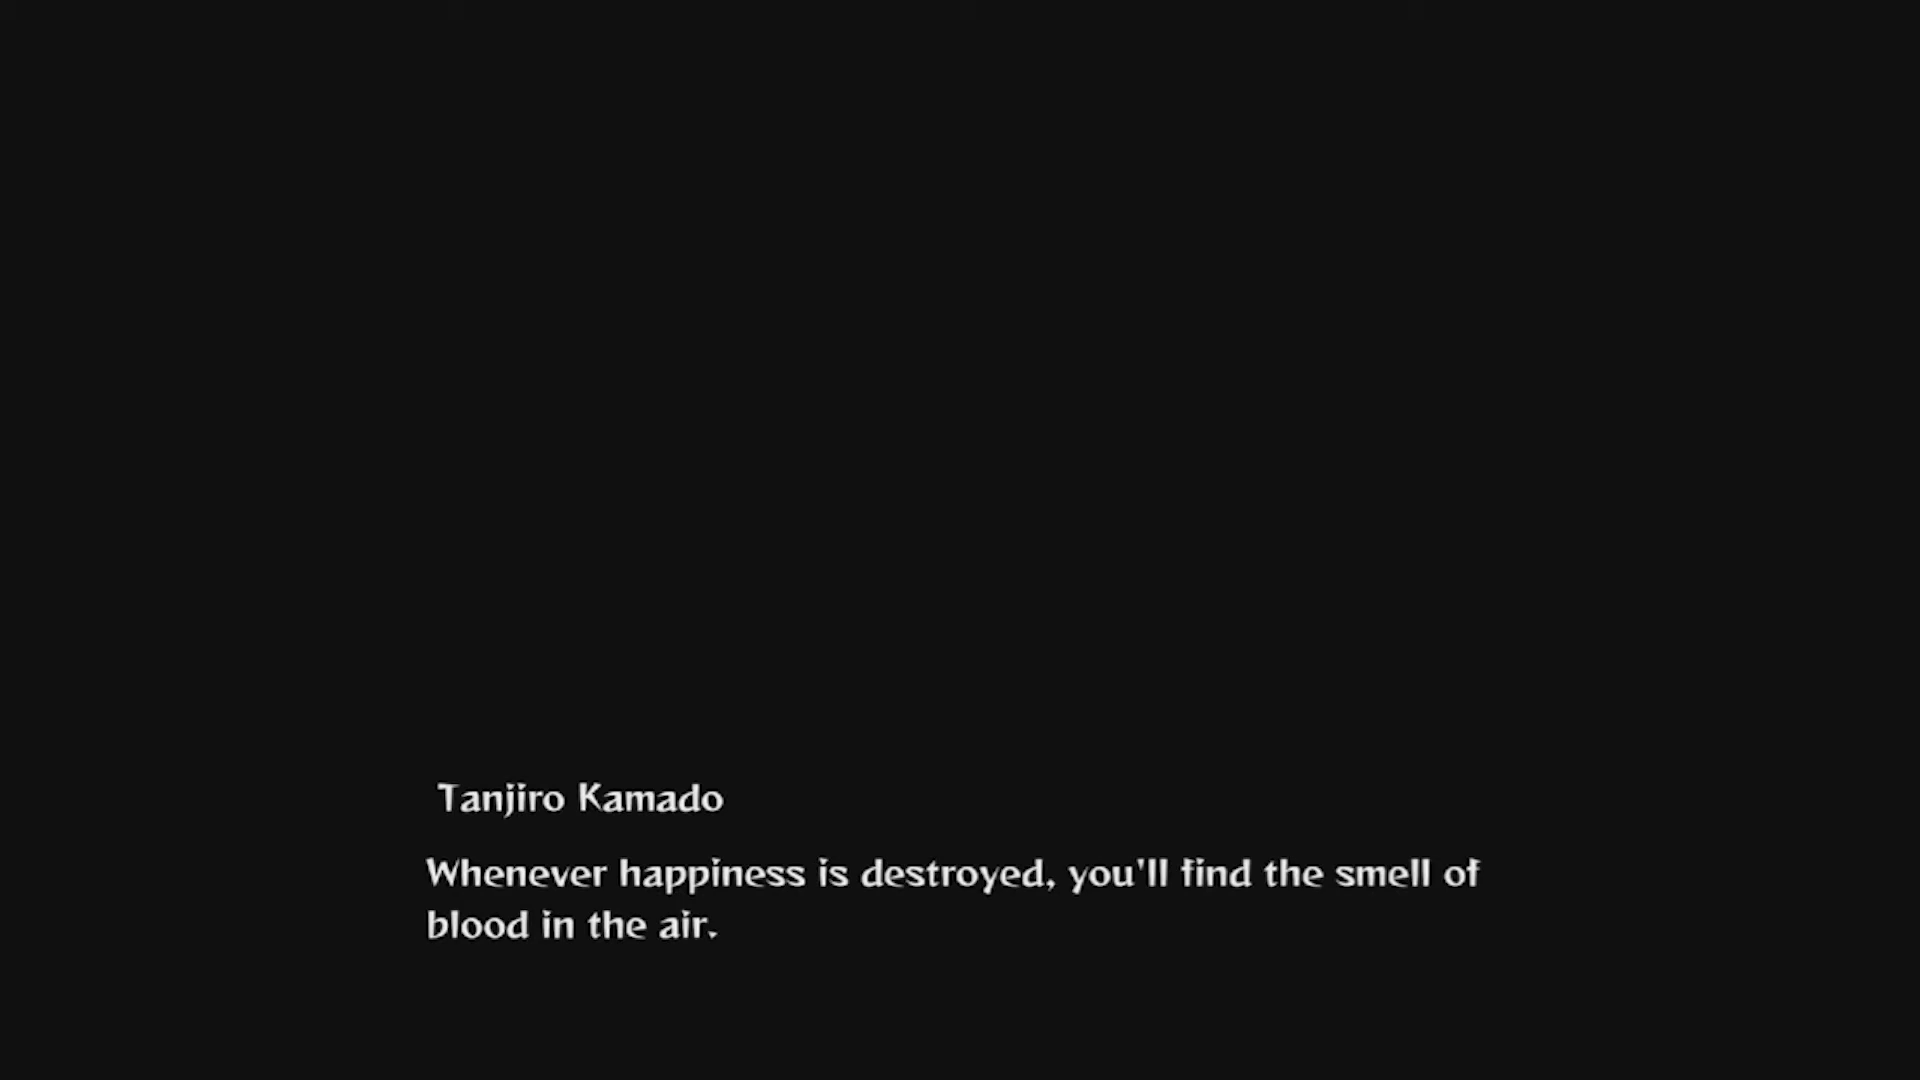 Tanjiro Kamado
Whenever happiness is destroyed, you'll find the smell of
blood in the air.